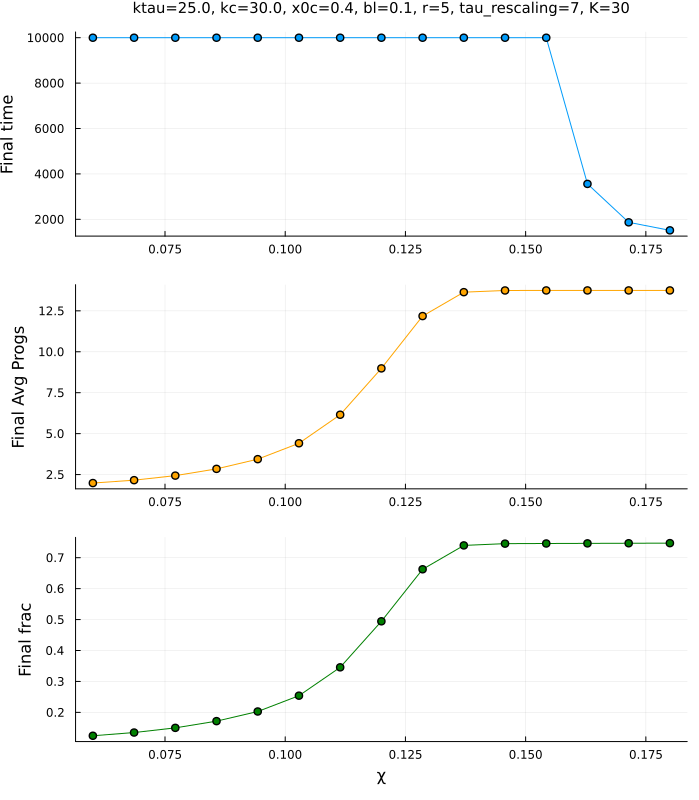 ktau=25.0, kc=30.0, x0c=0.4, bl=0.1, r=5, tau_rescaling=7, K=30
Final time
10000
8000
6000
4000
2000
0.075 0.100 0.125 0.150 0.175
Final Avg Progs
12.5
10.0
7.5
5.0
2.5
0.075 0.100 0.125 0.150 0.175
Final frac
0.7
0.6
0.5
0.4
0.3
0.2
0.075 0.100 0.125 0.150 0.175
χ